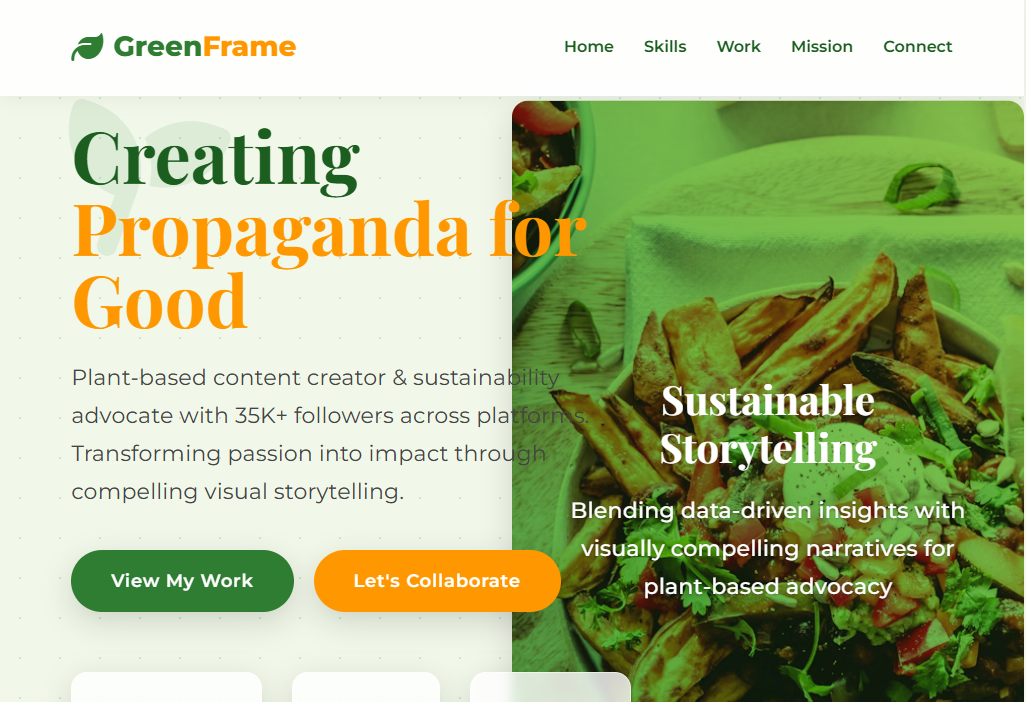 GreenFrame
Home Skills Work Mission Connect
Creating
Propaganda for
Good
Plant-based content creator & sustainability
advocate with 35K+ followers across platforms.
Transforming passion into impact through
compelling visual storytelling.
View My Work
Let's Collaborate
Sustainable
Storytelling
Blending data-driven insights with
visually compelling narratives for
plant-based advocacy